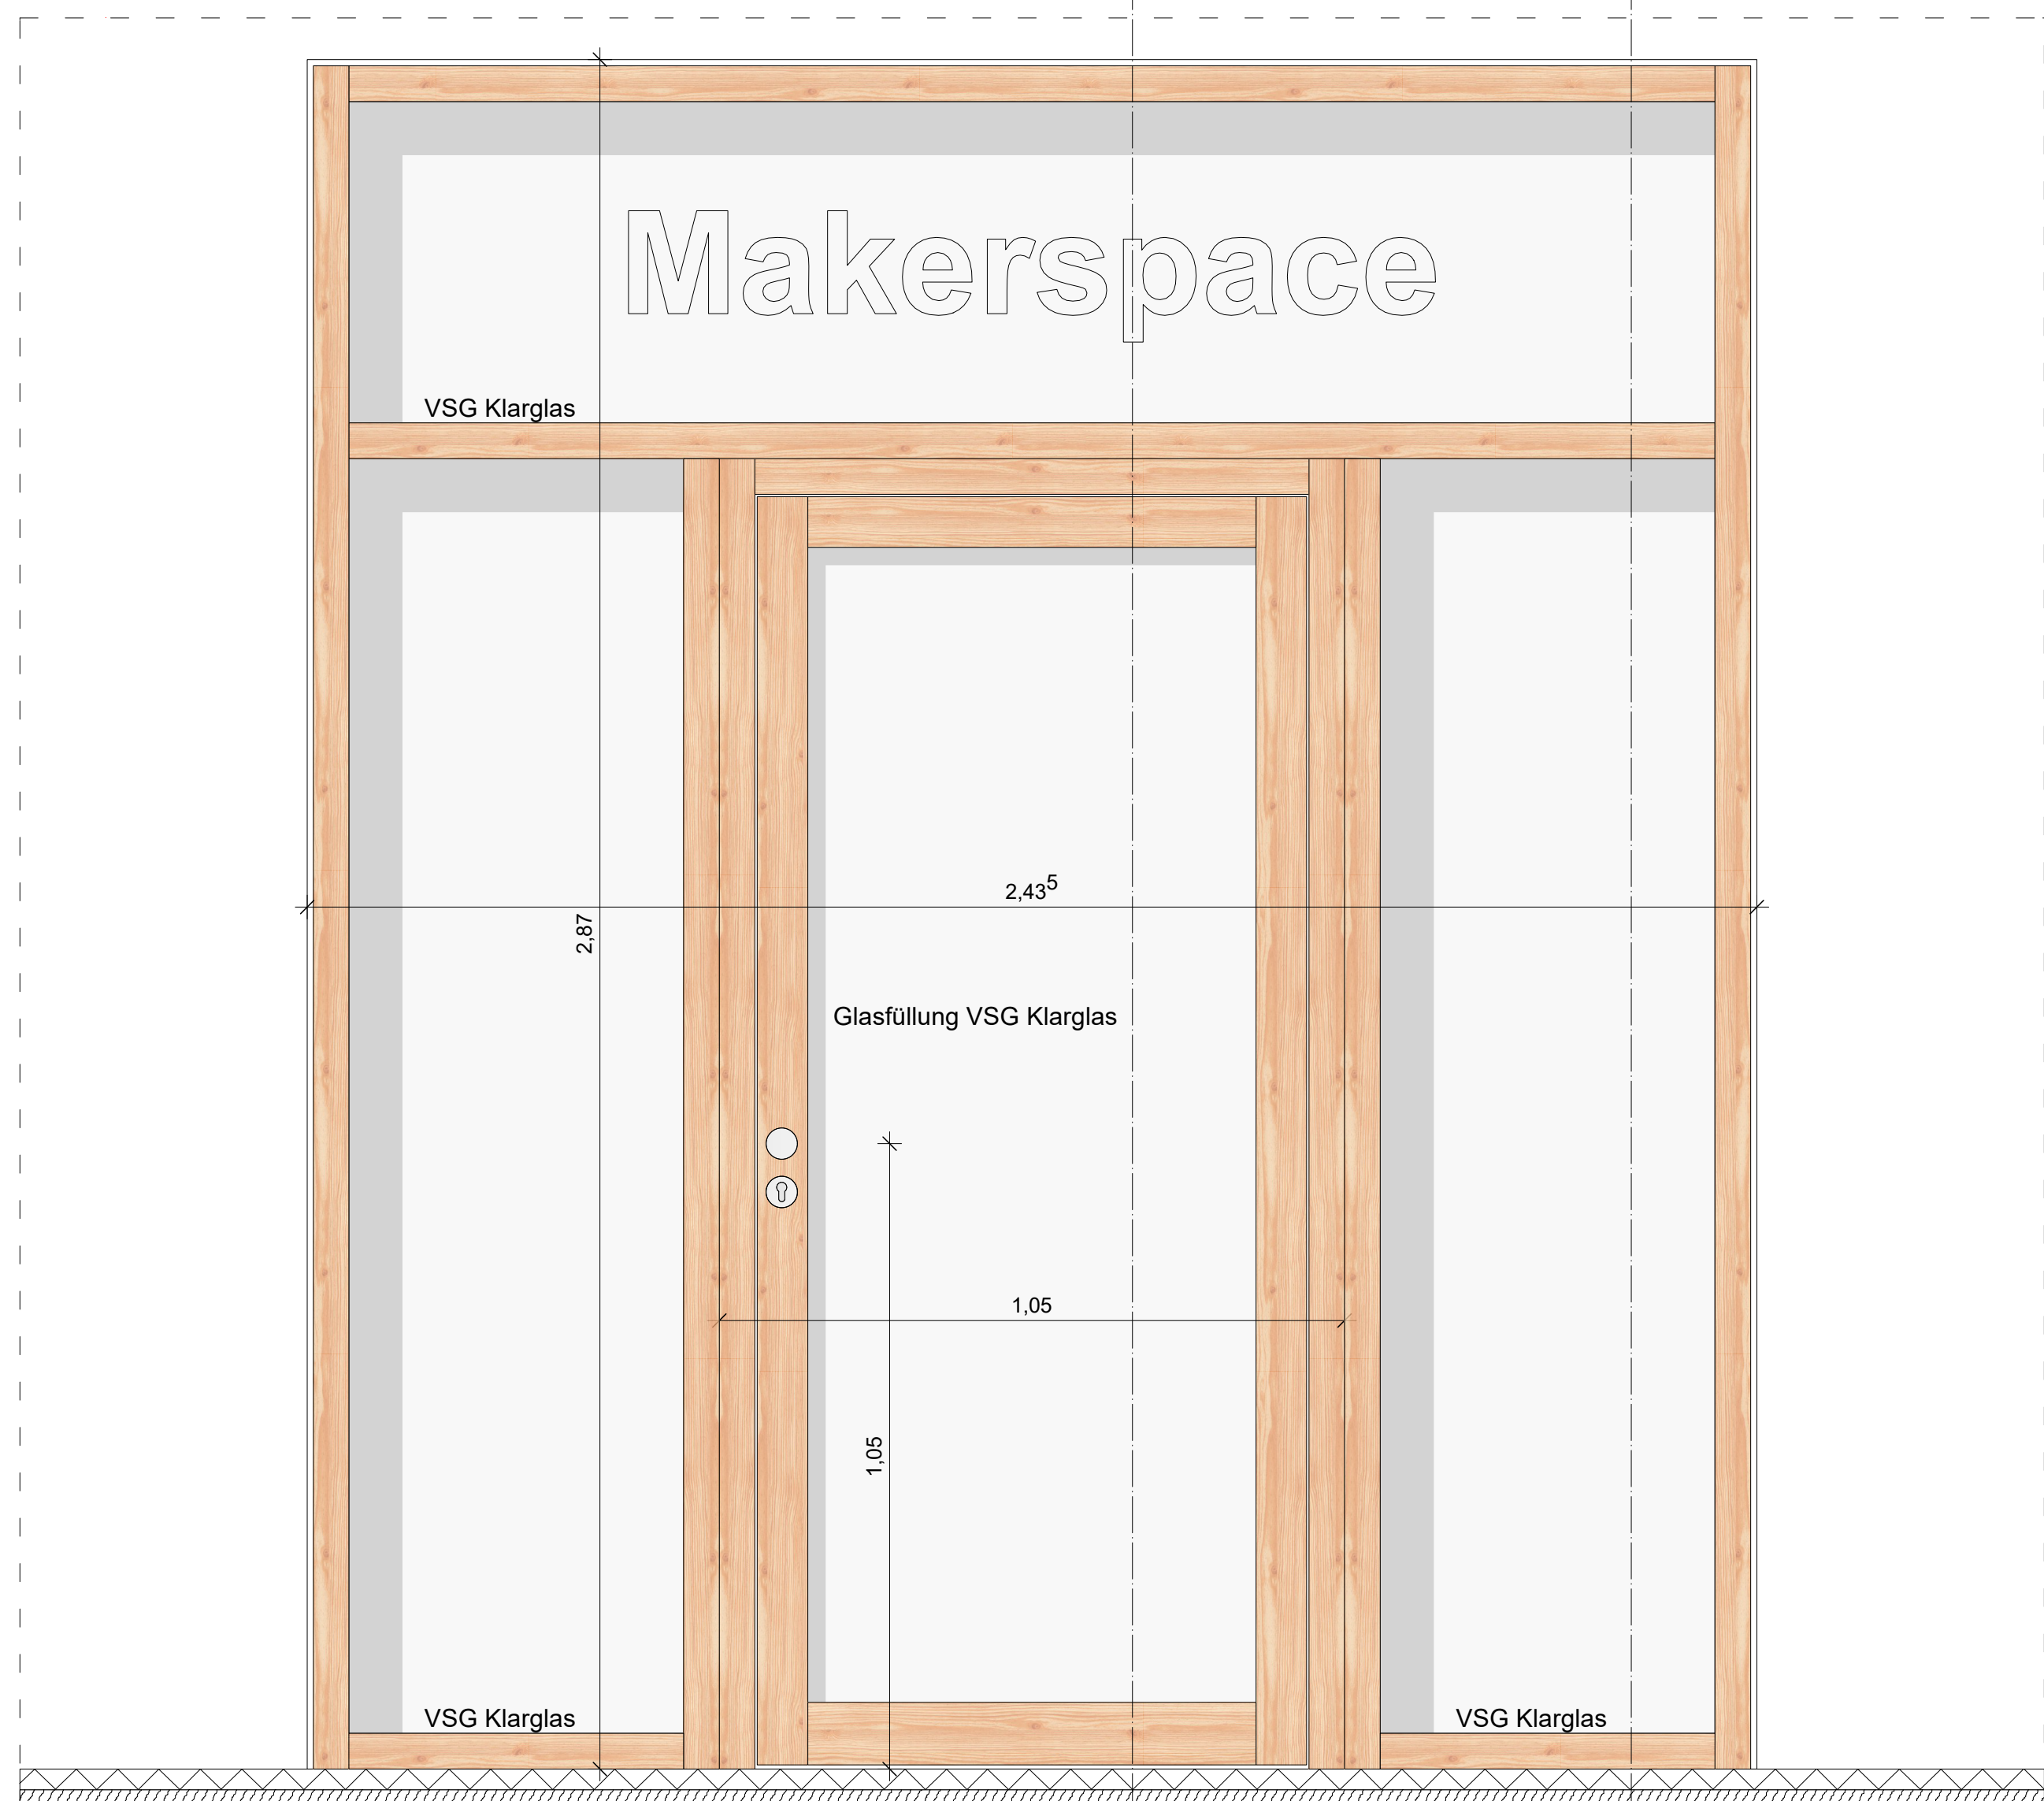 Makerspace
VSG Klarglas
2,43⁵
2,87
Glasfüllung VSG Klarglas
1,05
1,05
VSG Klarglas
VSG Klarglas